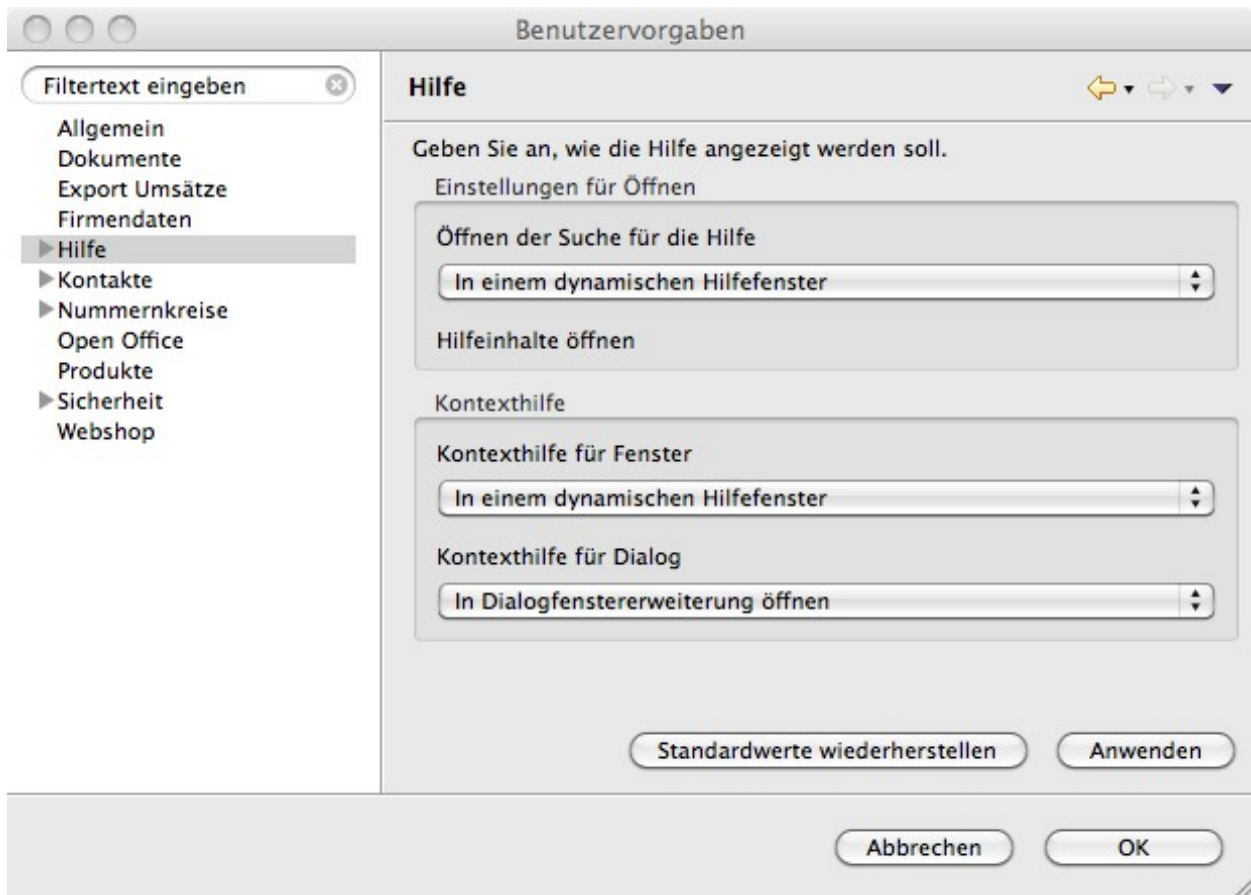 Benutzervorgaben
Filtertext eingeben
Allgemein
Dokumente
Export Umsätze
Firmendaten
Hilfe
Kontakte
Nummernkreise
Open Office
Produkte
Sicherheit
Webshop
Hilfe
Geben Sie an, wie die Hilfe angezeigt werden soll.
Einstellungen für Öffnen
Öffnen der Suche für die Hilfe
In einem dynamischen Hilfefenster
Hilfeinhalte öffnen
Kontexthilfe
Kontexthilfe für Fenster
In einem dynamischen Hilfefenster
Kontexthilfe für Dialog
In Dialogfenstererweiterung öffnen
Standardwerte wiederherstellen
Anwenden
Abbrechen
OK